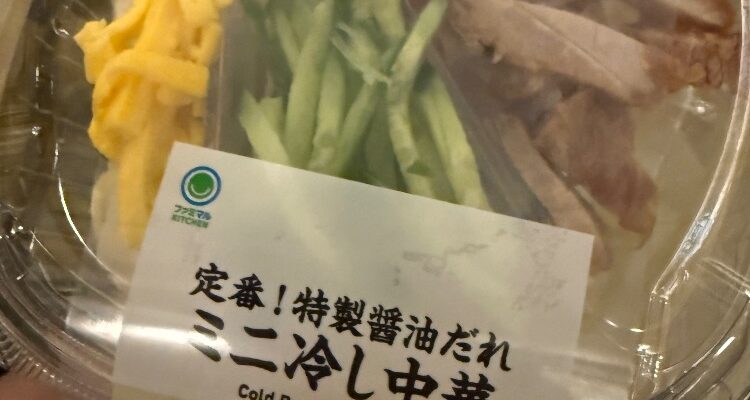 ファミマル
KITCHEN
定番！特製醤油だれ
ミニ冷し中華
Cold